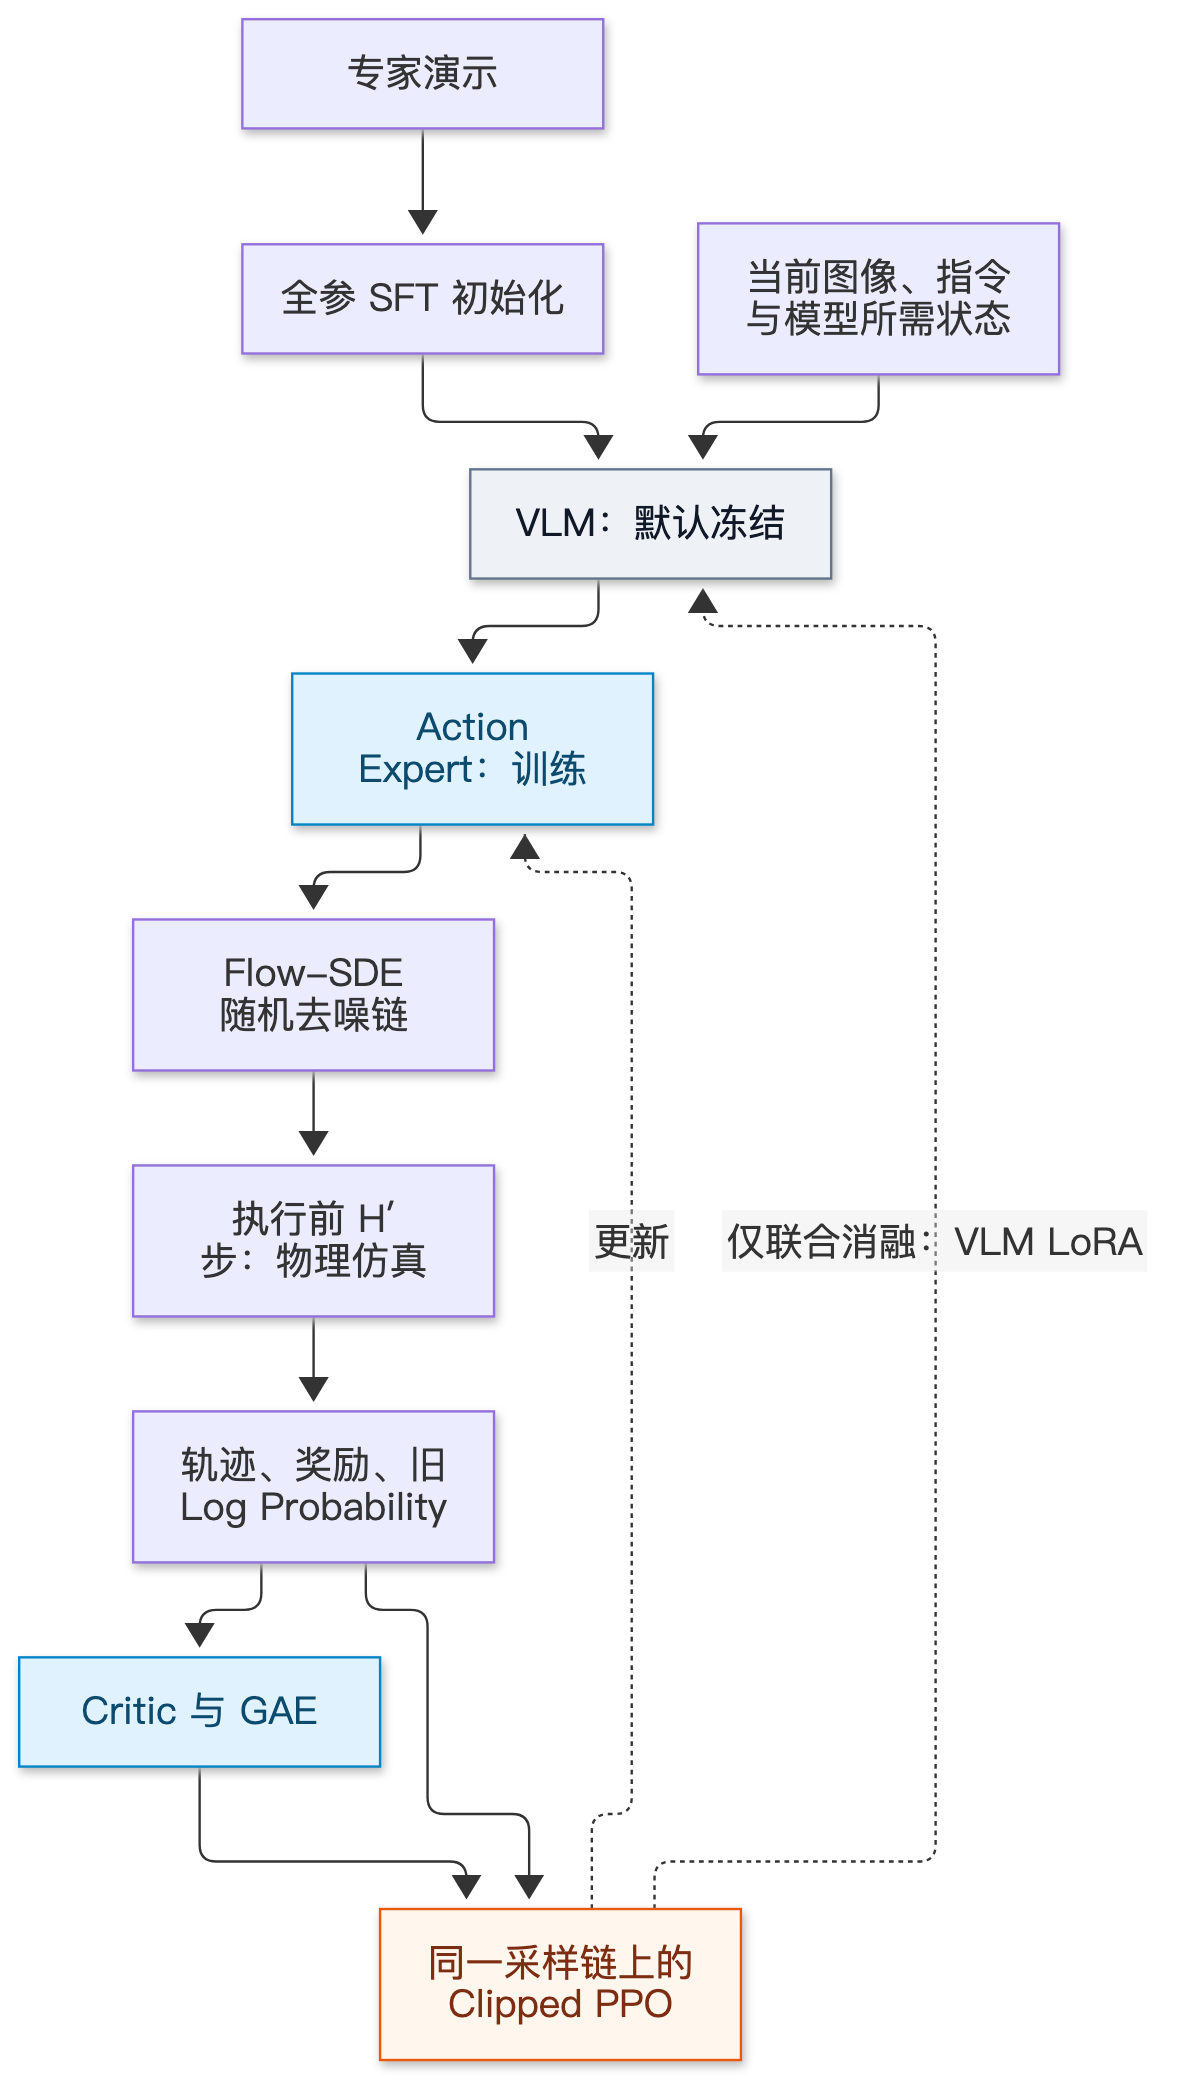 专家演示
全参 SFT 初始化
当前图像、指令
与模型所需状态
VLM：默认冻结
Action
Expert：训练
Flow-SDE
随机去噪链
执行前 H′
步：物理仿真
更新
仅联合消融：VLM LoRA
轨迹、奖励、旧
Log Probability
Critic 与 GAE
同一采样链上的
Clipped PPO